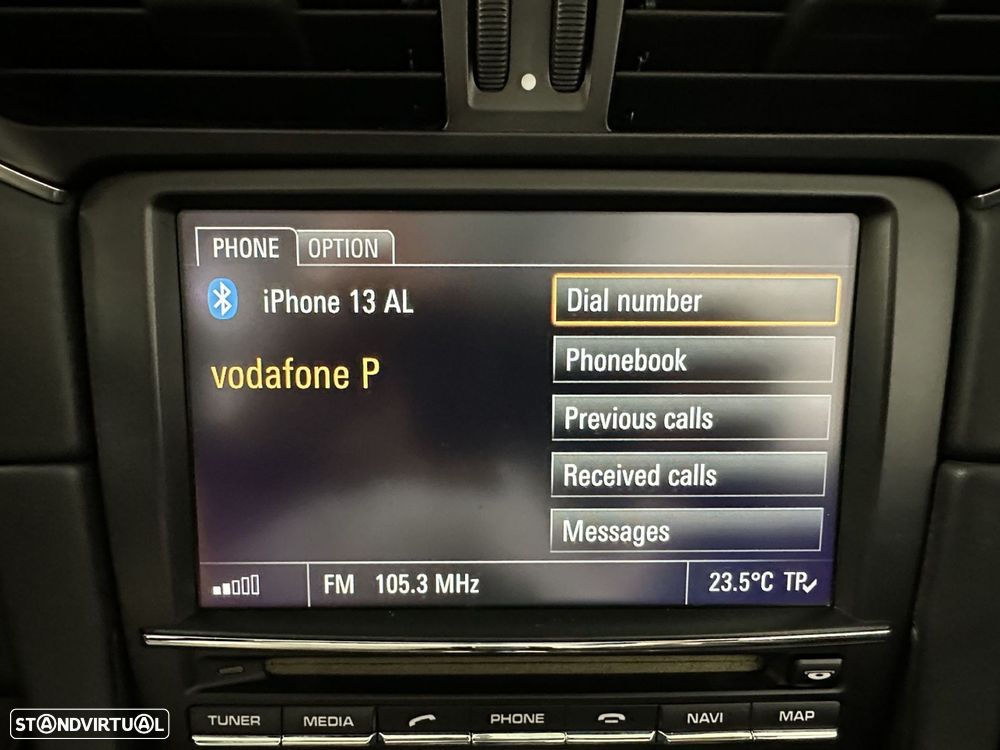 PHONE OPTION
iPhone 13 AL
vodafone P
Dial number
Phonebook
Previous calls
Received calls
Messages
FM 105.3 MHz
23.5°C TP
TUNER MEDIA PHONE NAVI MAP
STANDVIRTUAL